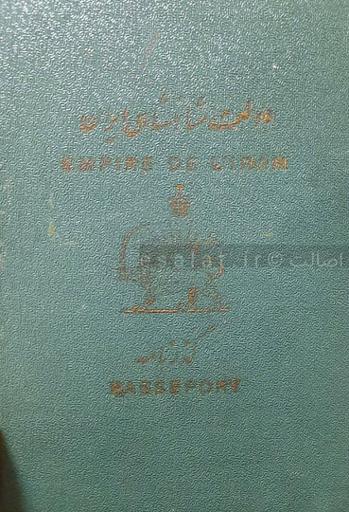 دولت شاهنشاهی ایران
EMPIRE DE L'IRAN
esalat.ir © اصالت
گذرنامه
PASSEPORT